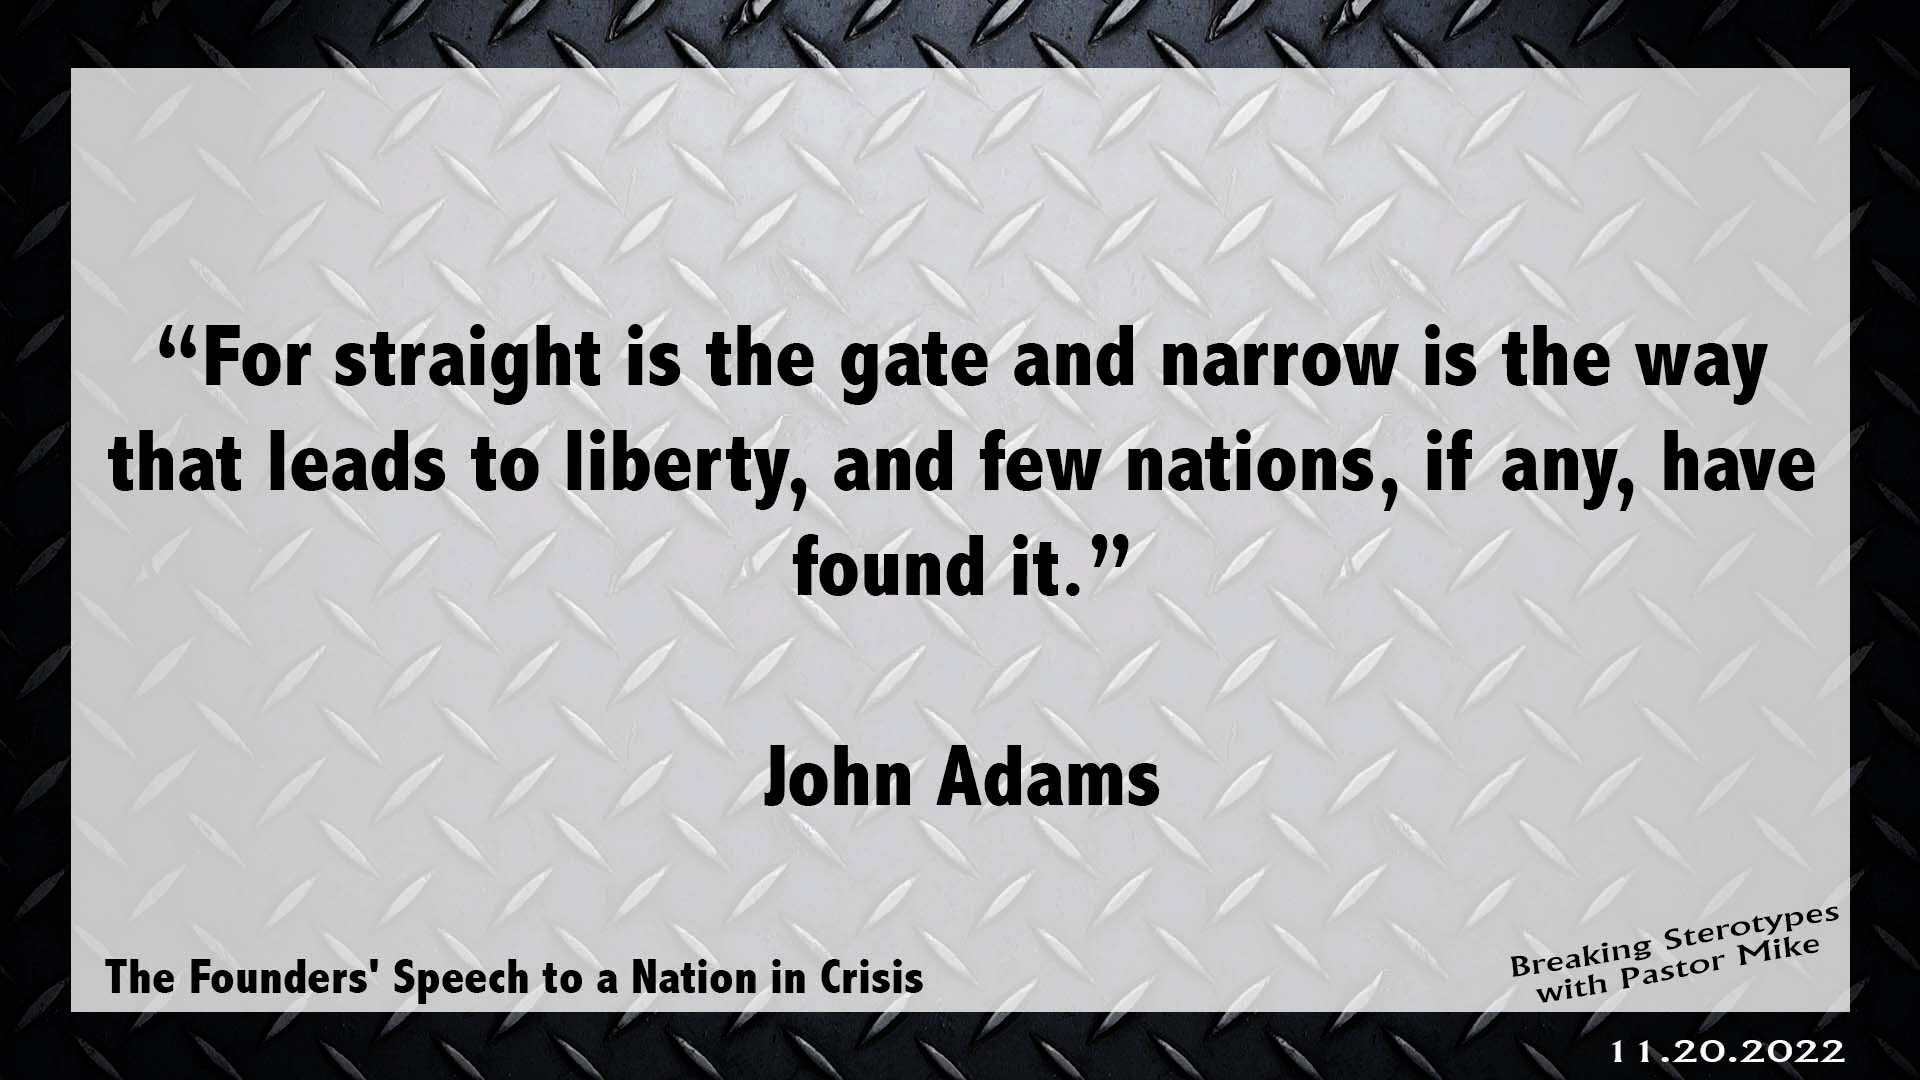 “For straight is the gate and narrow is the way
that leads to liberty, and few nations, if any, have
found it.”
John Adams
The Founders' Speech to a Nation in Crisis
Breaking Sterotypes
with Pastor Mike
11.20.2022